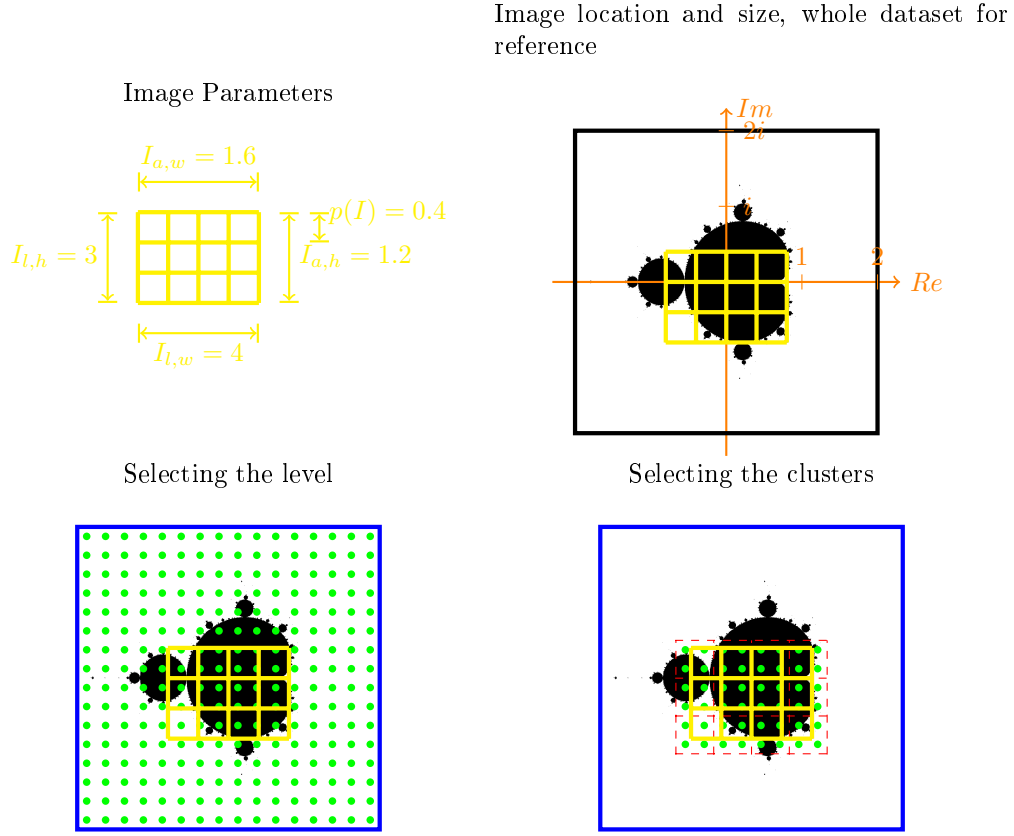 Image location and size, whole dataset for
reference
Image Parameters
I_{a,w} = 1.6
p(I) = 0.4
I_{l,h} = 3
I_{a,h} = 1.2
I_{l,w} = 4
Im
2i
i
1
2
Re
Selecting the level
Selecting the clusters